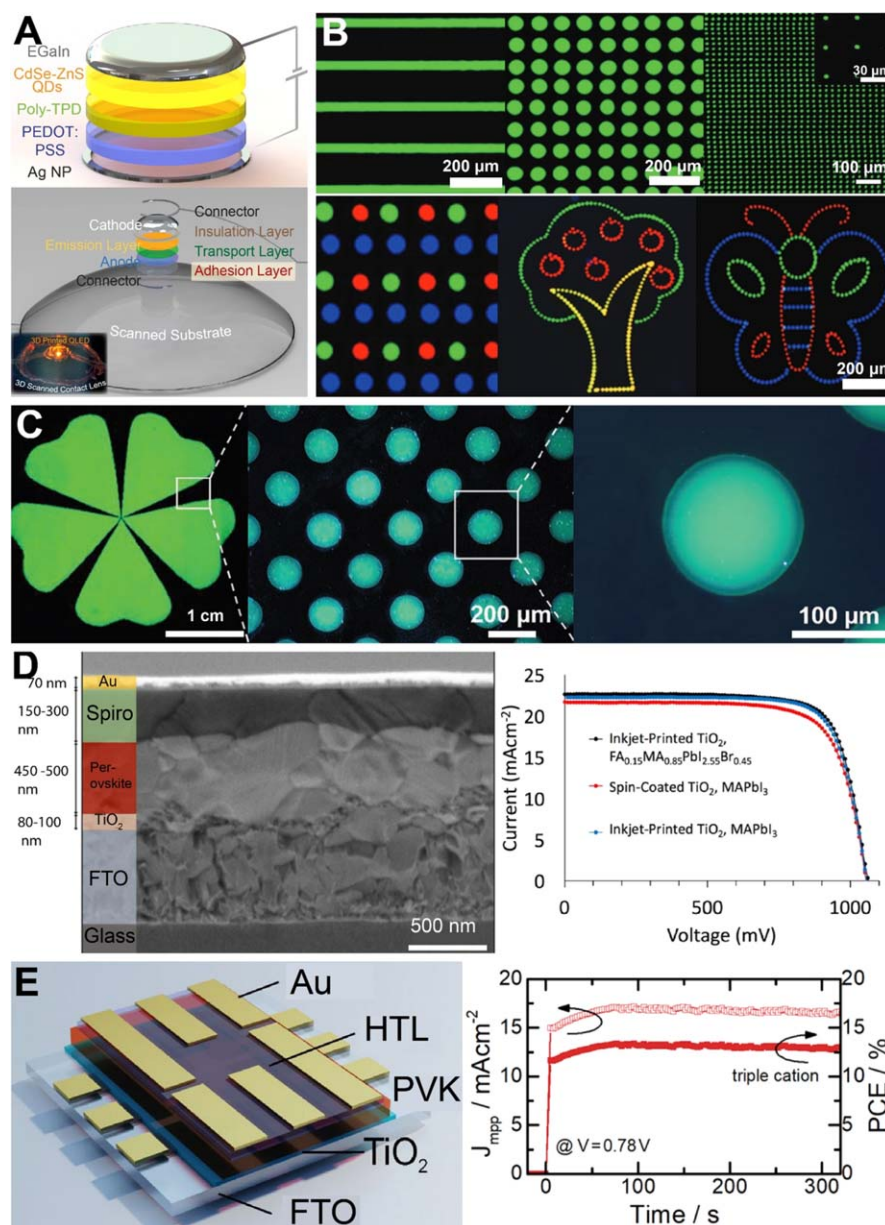 A
EGaIn
CdSe-ZnS
QDs
Poly-TPD
PEDOT:
PSS
Ag NP
Connector
Cathode
Insulation Layer
Emission Layer
Transport Layer
Anode
Adhesion Layer
Connector
Scanned Substrate
3D Printed QLED
3D Scanned Contact Lens
B
200 µm
200 µm
30 µm
100 µm
200 µm
C
1 cm
200 µm
100 µm
D
70 nm
Au
150-300
nm
Spiro
450 -500
nm
Per-
ovskite
80-100
nm
TiO2
FTO
Glass
500 nm
25
20
15
10
5
0
Current (mAcm-2)
Inkjet-Printed TiO2,
FA0.15MA0.85PbI2.55Br0.45
Spin-Coated TiO2, MAPbI3
Inkjet-Printed TiO2, MAPbI3
0 500 1000
Voltage (mV)
E
Au
HTL
PVK
TiO2
FTO
20
15
10
5
0
Jmpp / mAcm-2
triple cation
@ V = 0.78 V
20
15
10
5
0
PCE / %
0 100 200 300
Time / s